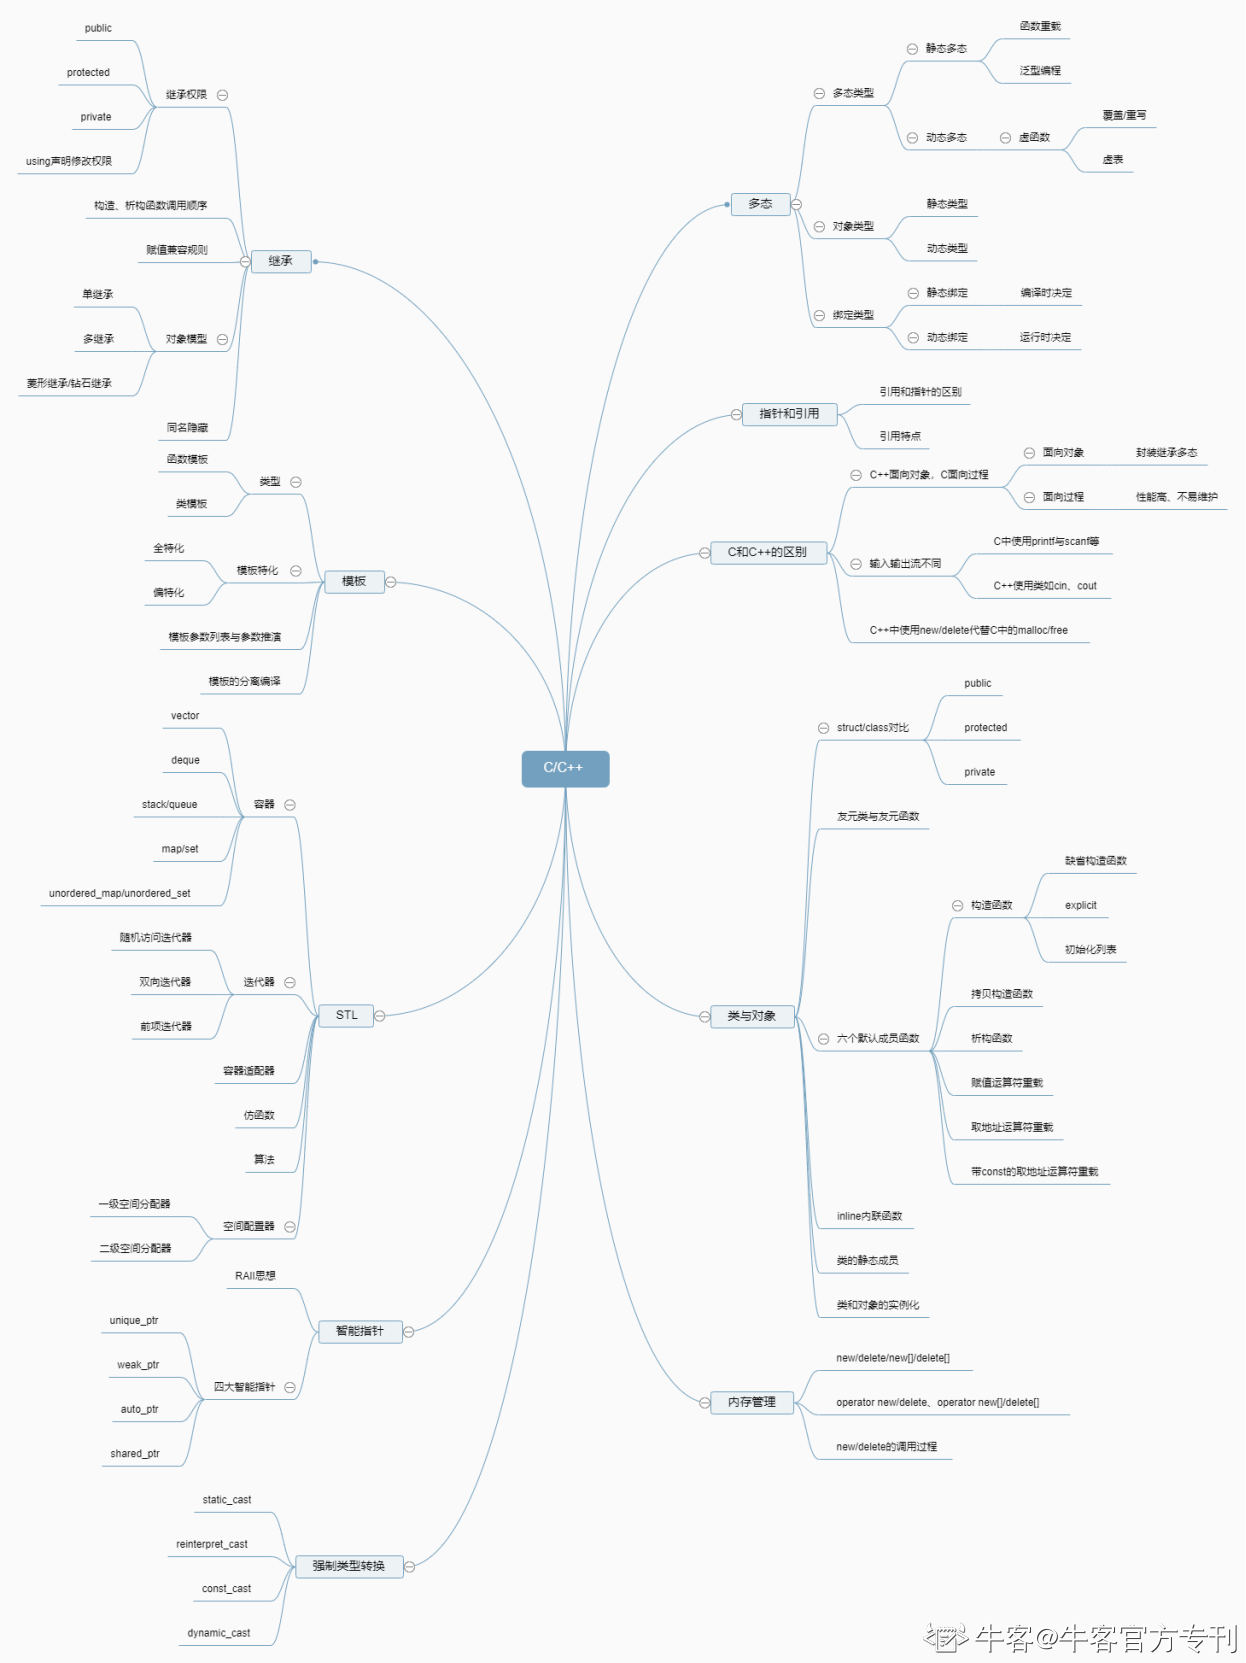 C/C++
继承
继承权限
public
protected
private
using声明修改权限
构造、析构函数调用顺序
赋值兼容规则
对象模型
单继承
多继承
菱形继承/钻石继承
同名隐藏
模板
类型
函数模板
类模板
模板特化
全特化
偏特化
模板参数列表与参数推演
模板的分离编译
STL
容器
vector
deque
stack/queue
map/set
unordered_map/unordered_set
迭代器
随机访问迭代器
双向迭代器
前项迭代器
容器适配器
仿函数
算法
空间配置器
一级空间分配器
二级空间分配器
智能指针
RAII思想
四大智能指针
unique_ptr
weak_ptr
auto_ptr
shared_ptr
强制类型转换
static_cast
reinterpret_cast
const_cast
dynamic_cast
多态
多态类型
静态多态
函数重载
泛型编程
动态多态
虚函数
覆盖/重写
虚表
对象类型
静态类型
动态类型
绑定类型
静态绑定
编译时决定
动态绑定
运行时决定
指针和引用
引用和指针的区别
引用特点
C和C++的区别
C++面向对象，C面向过程
面向对象
封装继承多态
面向过程
性能高、不易维护
输入输出流不同
C中使用printf与scanf等
C++使用类如cin、cout
C++中使用new/delete代替C中的malloc/free
类与对象
struct/class对比
public
protected
private
友元类与友元函数
六个默认成员函数
构造函数
缺省构造函数
explicit
初始化列表
拷贝构造函数
析构函数
赋值运算符重载
取地址运算符重载
带const的取地址运算符重载
inline内联函数
类的静态成员
类和对象的实例化
内存管理
new/delete/new[]/delete[]
operator new/delete、operator new[]/delete[]
new/delete的调用过程
牛客@牛客官方专刊